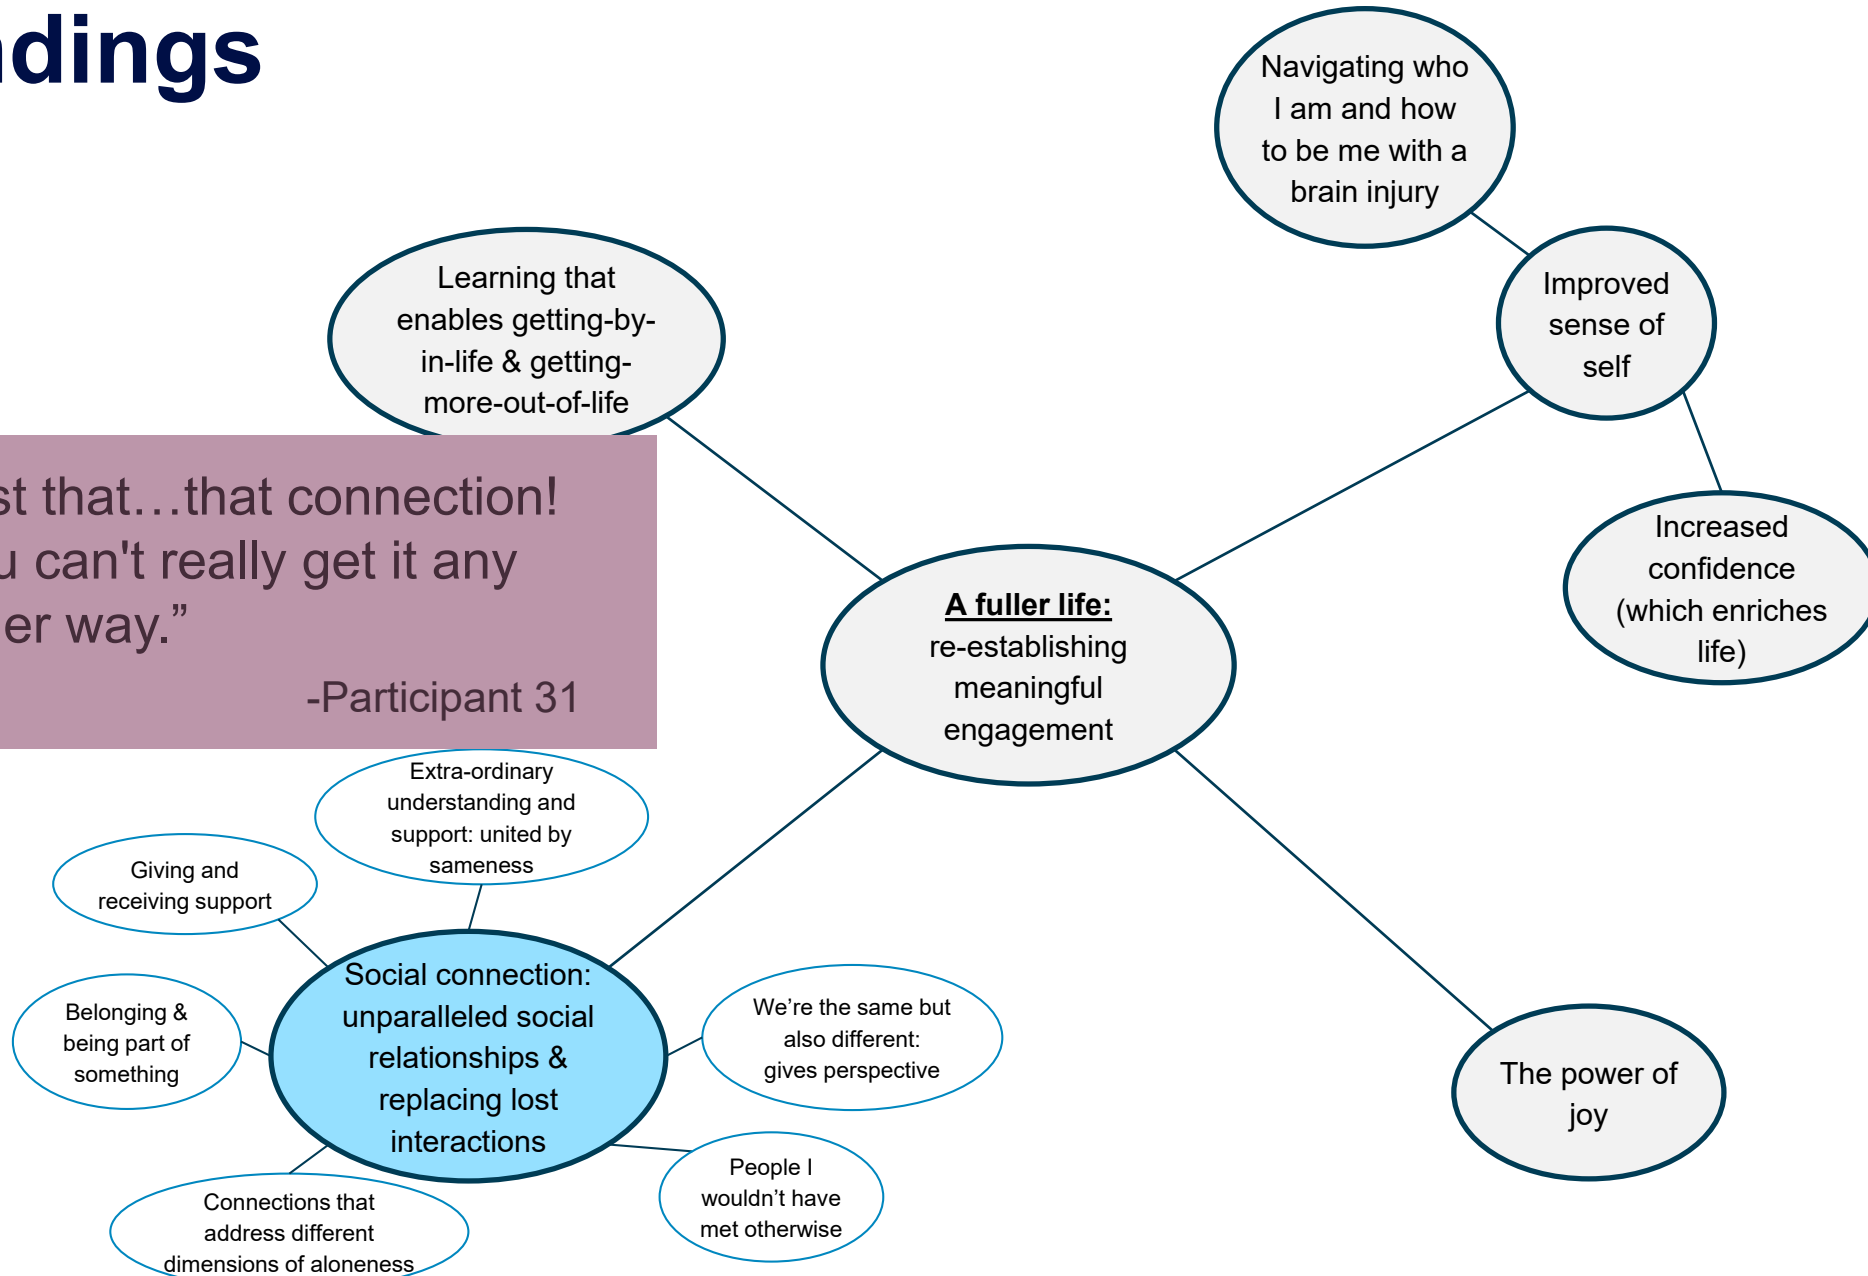 ndings
Navigating who
I am and how
to be me with a
brain injury
Learning that
enables getting-by-
in-life & getting-
more-out-of-life
Improved
sense of
self
st that…that connection!
u can't really get it any
er way.”
-Participant 31
Increased
confidence
(which enriches
life)
A fuller life:
re-establishing
meaningful
engagement
Extra-ordinary
understanding and
support: united by
sameness
Giving and
receiving support
Belonging &
being part of
something
Social connection:
unparalleled social
relationships &
replacing lost
interactions
We’re the same but
also different:
gives perspective
The power of
joy
People I
wouldn’t have
met otherwise
Connections that
address different
dimensions of aloneness